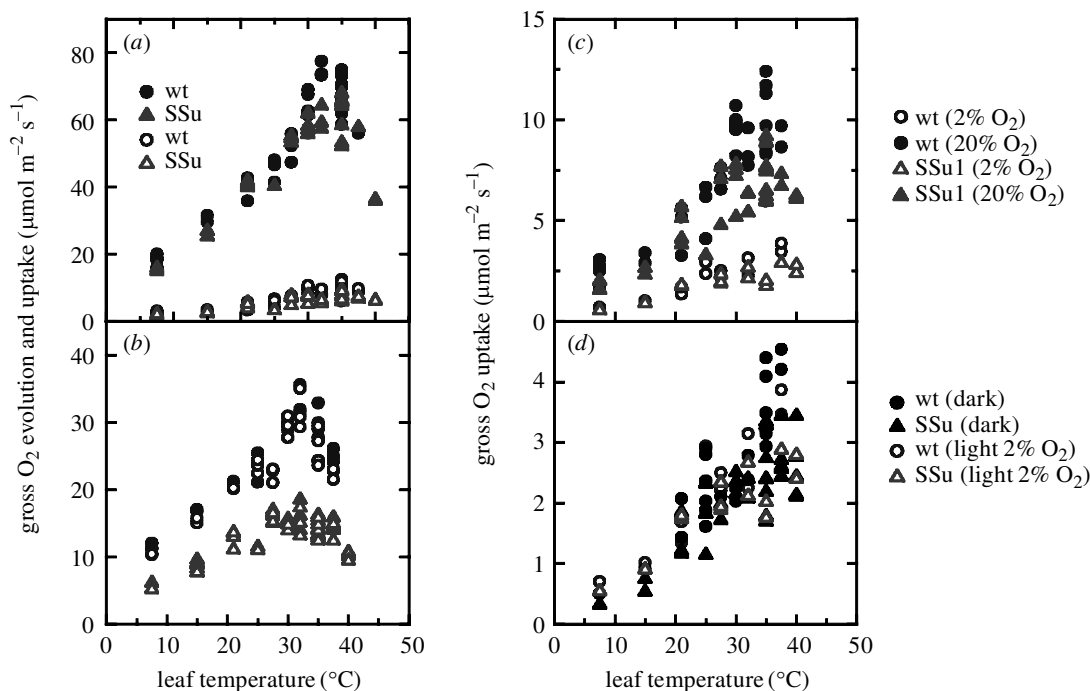 gross O₂ evolution and uptake (μmol m⁻² s⁻¹)
(a)
80
60
40
20
0
wt
SSu
wt
SSu
(b)
40
30
20
10
0
0 10 20 30 40 50
leaf temperature (°C)
gross O₂ uptake (μmol m⁻² s⁻¹)
(c)
15
10
5
0
wt (2% O₂)
wt (20% O₂)
SSu1 (2% O₂)
SSu1 (20% O₂)
(d)
4
3
2
1
0
0 10 20 30 40 50
leaf temperature (°C)
wt (dark)
SSu (dark)
wt (light 2% O₂)
SSu (light 2% O₂)